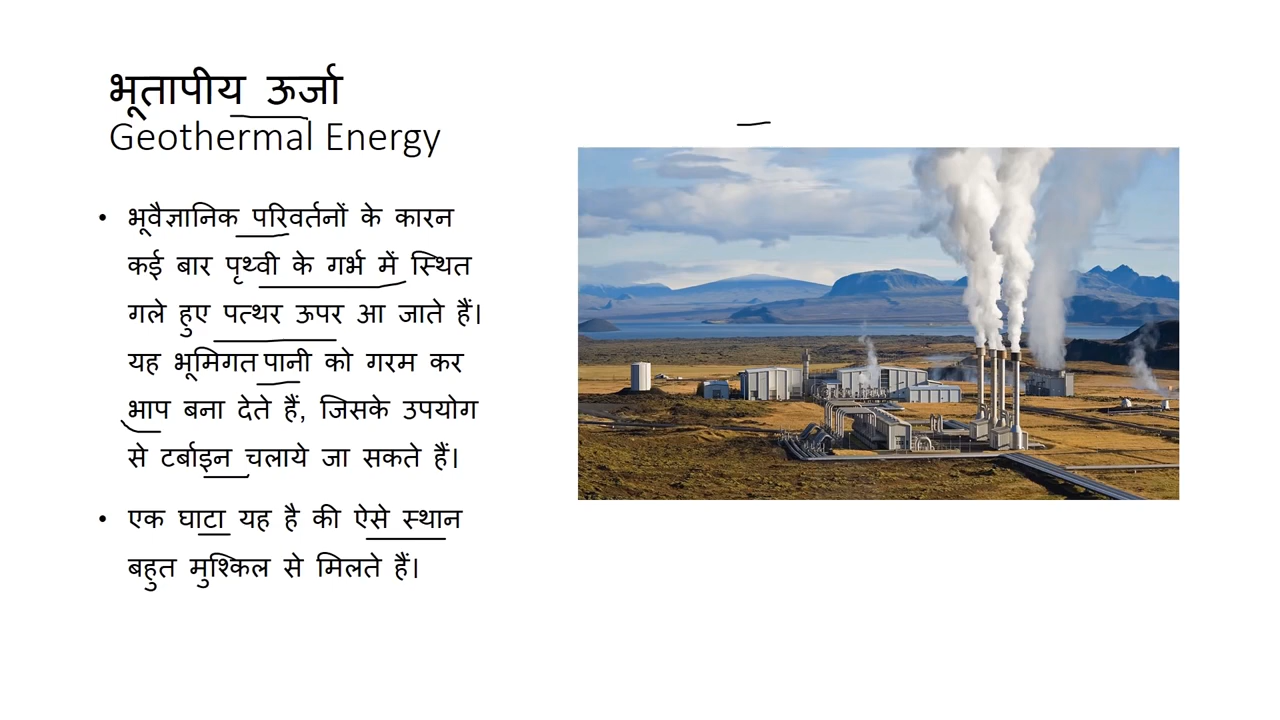 भूतापीय ऊर्जा
Geothermal Energy
• भूवैज्ञानिक परिवर्तनों के कारन
कई बार पृथ्वी के गर्भ में स्थित
गले हुए पत्थर ऊपर आ जाते हैं।
यह भूमिगत पानी को गरम कर
भाप बना देते हैं, जिसके उपयोग
से टर्बाइन चलाये जा सकते हैं।
• एक घाटा यह है की ऐसे स्थान
बहुत मुश्किल से मिलते हैं।